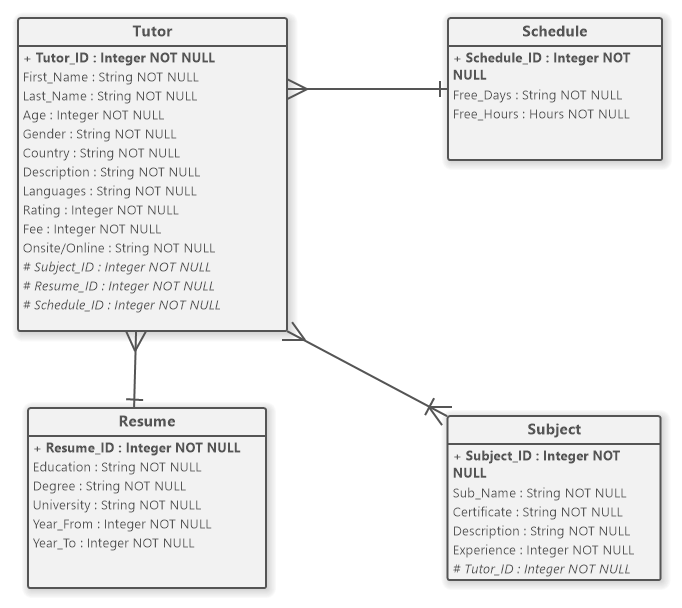 Tutor
+ Tutor_ID : Integer NOT NULL
First_Name : String NOT NULL
Last_Name : String NOT NULL
Age : Integer NOT NULL
Gender : String NOT NULL
Country : String NOT NULL
Description : String NOT NULL
Languages : String NOT NULL
Rating : Integer NOT NULL
Fee : Integer NOT NULL
Onsite/Online : String NOT NULL
# Subject_ID : Integer NOT NULL
# Resume_ID : Integer NOT NULL
# Schedule_ID : Integer NOT NULL
Schedule
+ Schedule_ID : Integer NOT
NULL
Free_Days : String NOT NULL
Free_Hours : Hours NOT NULL
Resume
+ Resume_ID : Integer NOT NULL
Education : String NOT NULL
Degree : String NOT NULL
University : String NOT NULL
Year_From : Integer NOT NULL
Year_To : Integer NOT NULL
Subject
+ Subject_ID : Integer NOT
NULL
Sub_Name : String NOT NULL
Certificate : String NOT NULL
Description : String NOT NULL
Experience : Integer NOT NULL
# Tutor_ID : Integer NOT NULL